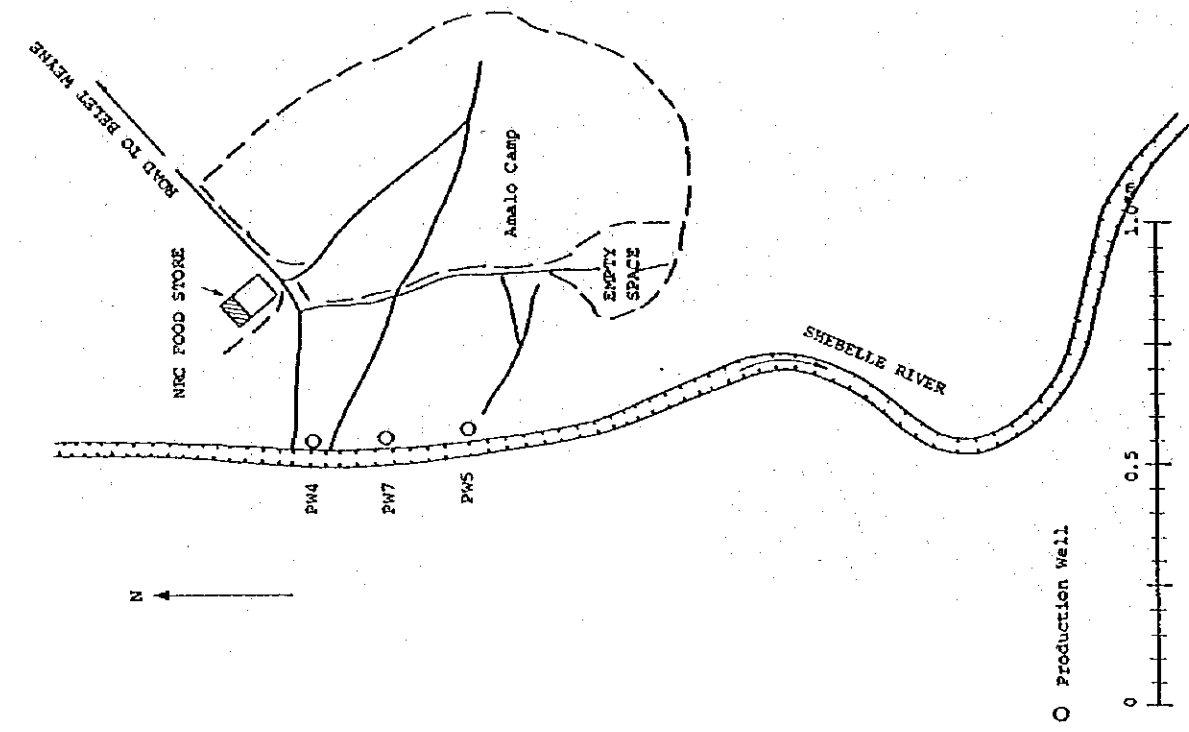 ROAD TO BELET WEYNE
NRC FOOD STORE
Amalo Camp
EMPTY
SPACE
SHEBELLE RIVER
PW4
PW7
PW5
N
O Production Well
0
0.5
1.0 Km